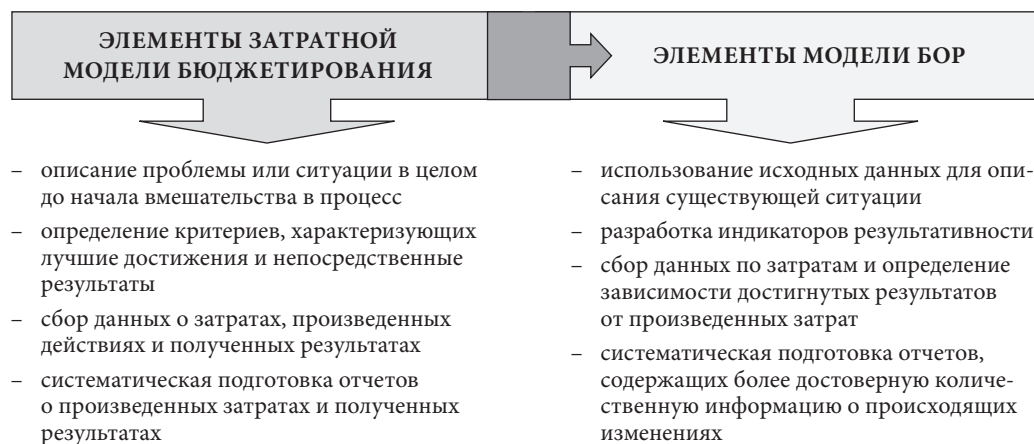 ЭЛЕМЕНТЫ ЗАТРАТНОЙ
МОДЕЛИ БЮДЖЕТИРОВАНИЯ
– описание проблемы или ситуации в целом
до начала вмешательства в процесс
– определение критериев, характеризующих
лучшие достижения и непосредственные
результаты
– сбор данных о затратах, произведенных
действиях и полученных результатах
– систематическая подготовка отчетов
о произведенных затратах и полученных
результатах
ЭЛЕМЕНТЫ МОДЕЛИ БОР
– использование исходных данных для опи-
сания существующей ситуации
– разработка индикаторов результативности
– сбор данных по затратам и определение
зависимости достигнутых результатов
от произведенных затрат
– систематическая подготовка отчетов,
содержащих более достоверную количе-
ственную информацию о происходящих
изменениях